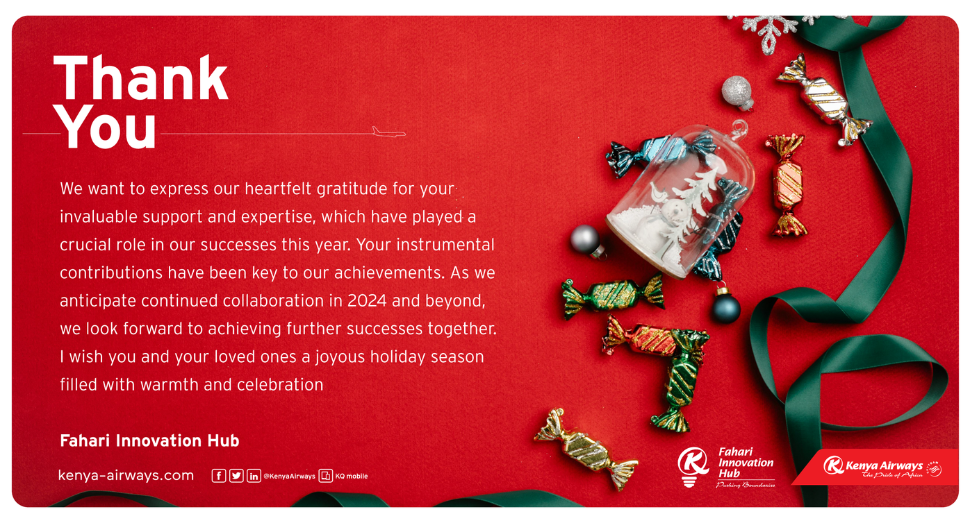 Thank
You
We want to express our heartfelt gratitude for your
invaluable support and expertise, which have played a
crucial role in our successes this year. Your instrumental
contributions have been key to our achievements. As we
anticipate continued collaboration in 2024 and beyond,
we look forward to achieving further successes together.
I wish you and your loved ones a joyous holiday season
filled with warmth and celebration
Fahari Innovation Hub
kenya-airways.com
@KenyaAirways
KQ mobile
Fahari
Innovation
Hub
Pushing Boundaries
Kenya Airways
The Pride of Africa